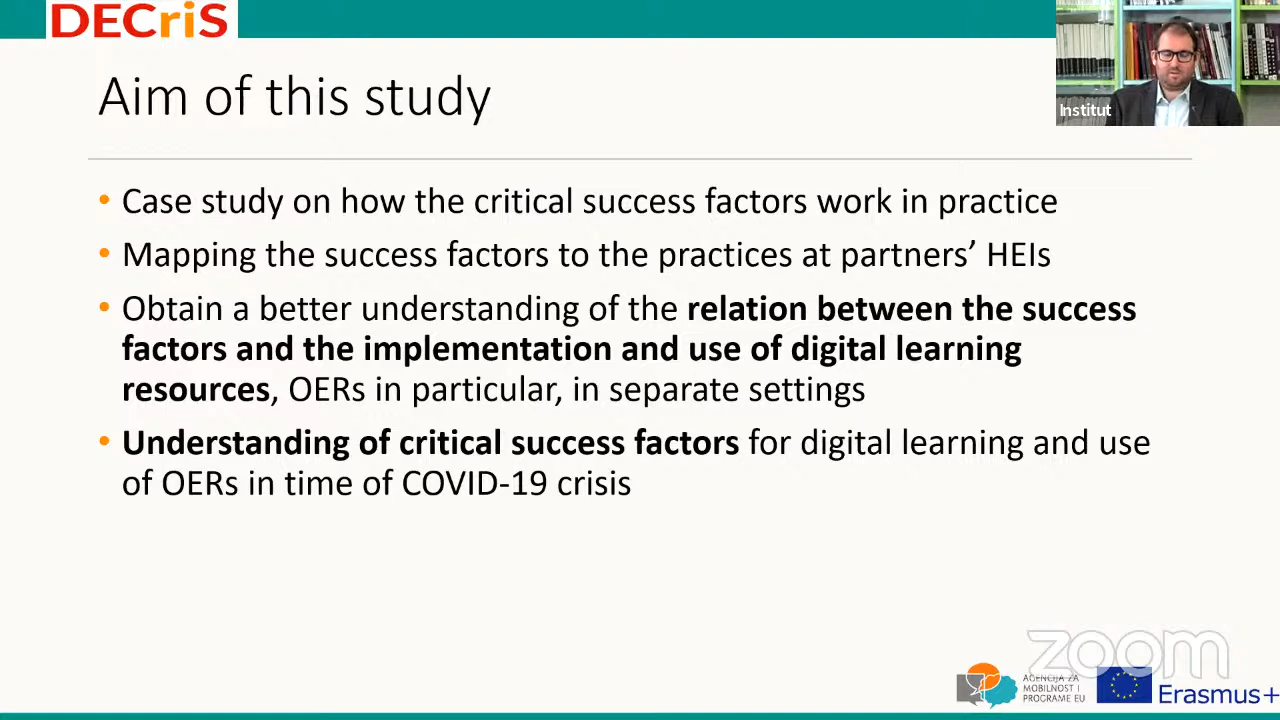 DECriS
Institut
Aim of this study
• Case study on how the critical success factors work in practice
• Mapping the success factors to the practices at partners’ HEIs
• Obtain a better understanding of the relation between the success
factors and the implementation and use of digital learning
resources, OERs in particular, in separate settings
• Understanding of critical success factors for digital learning and use
of OERs in time of COVID-19 crisis
zoom
AGENCIJA ZA
MOBILNOST I
PROGRAME EU
Erasmus+